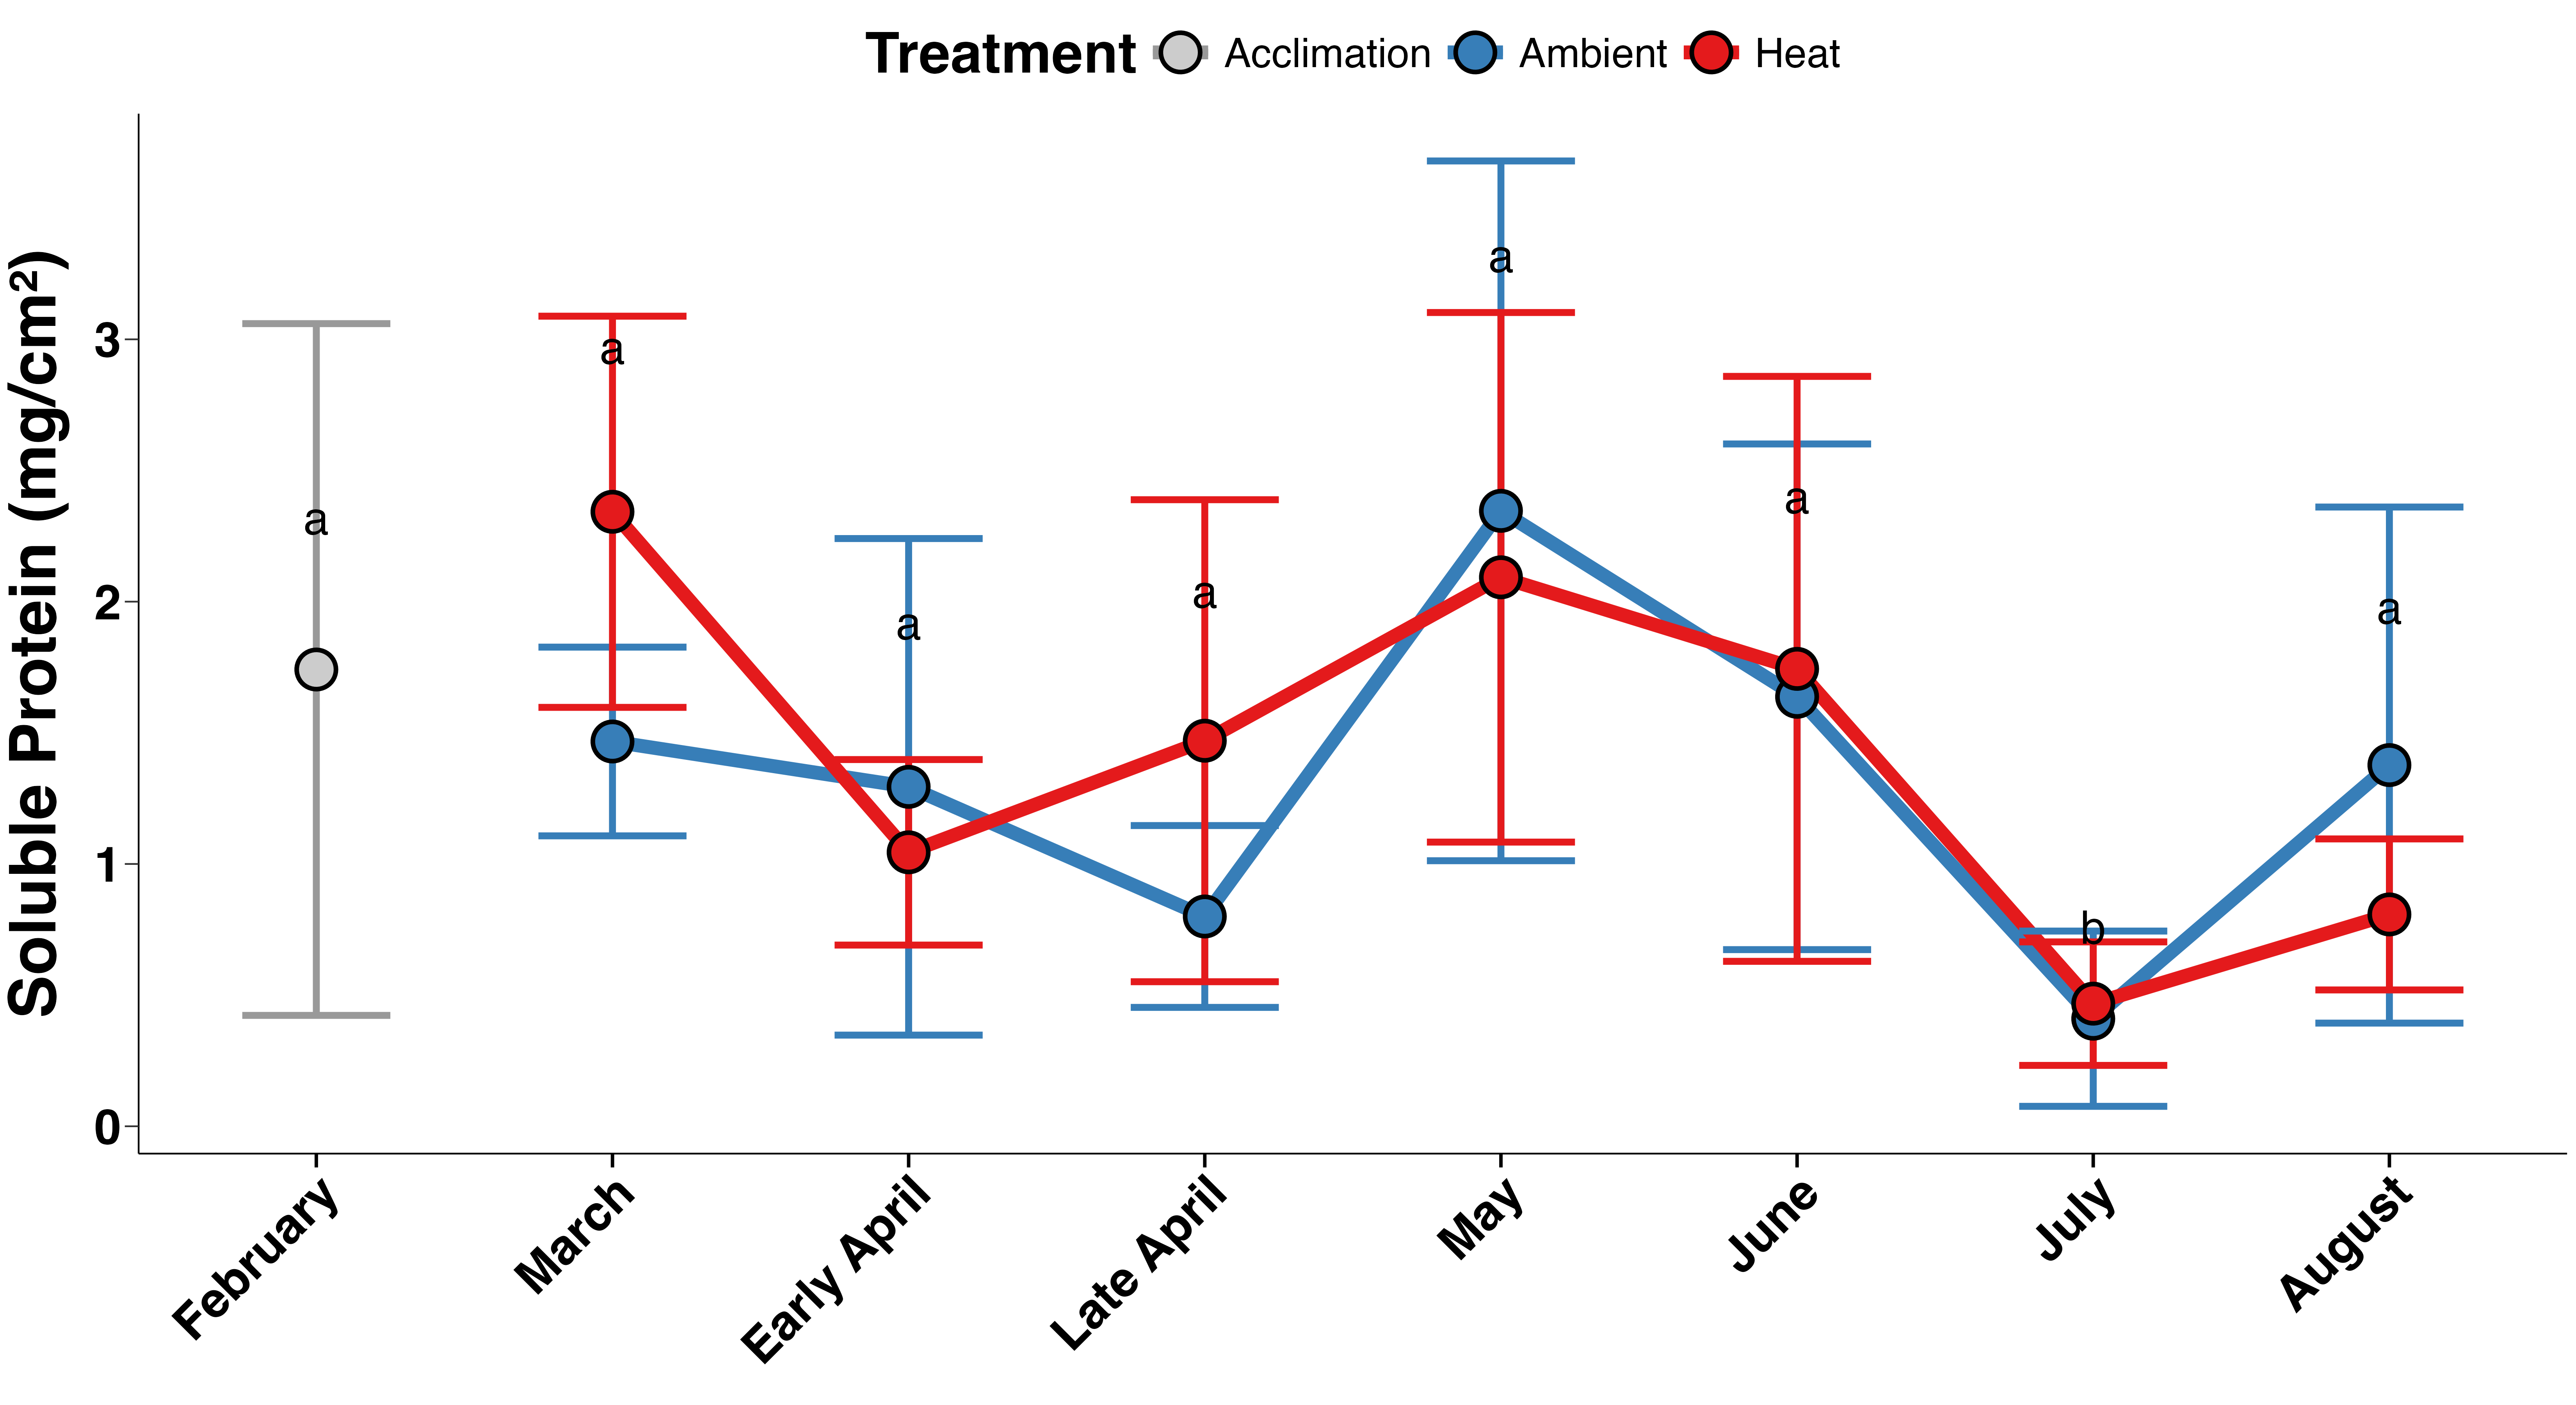 Treatment Acclimation Ambient Heat
Soluble Protein (mg/cm²)
3
2
1
0
a
a
a
a
a
a
b
a
February
March
Early April
Late April
May
June
July
August